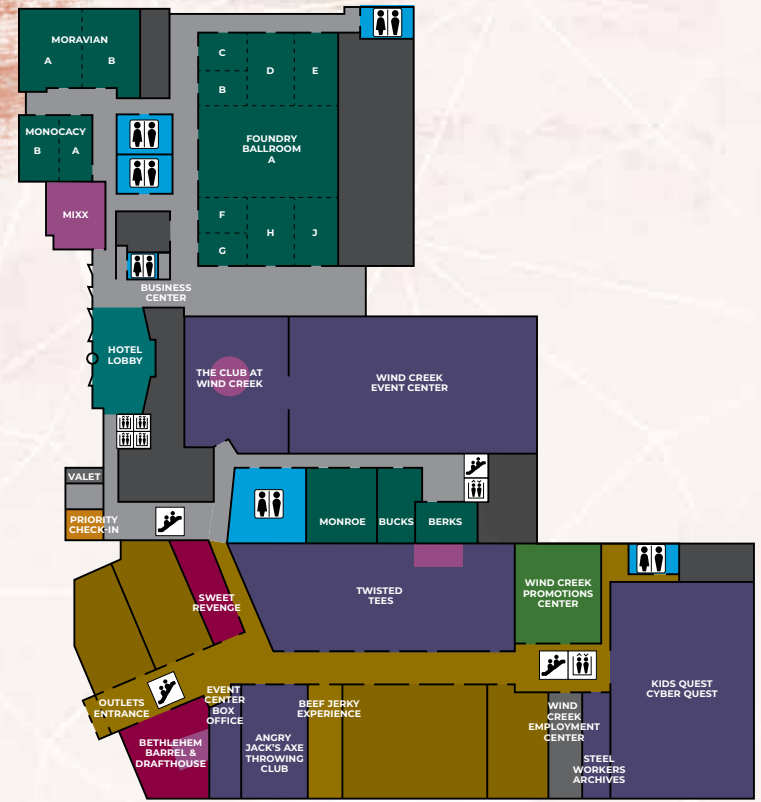 MORAVIAN
A
B
C
D
E
B
FOUNDRY
BALLROOM
A
MONOCACY
B
A
MIXX
F
H
J
G
BUSINESS
CENTER
HOTEL
LOBBY
THE CLUB AT
WIND CREEK
WIND CREEK
EVENT CENTER
VALET
PRIORITY
CHECK-IN
MONROE
BUCKS
BERKS
SWEET
REVENGE
TWISTED
TEES
WIND CREEK
PROMOTIONS
CENTER
KIDS QUEST
CYBER QUEST
OUTLETS
ENTRANCE
EVENT
CENTER
BOX
OFFICE
BEEF JERKY
EXPERIENCE
WIND
CREEK
EMPLOYMENT
CENTER
BETHLEHEM
BARREL &
DRAFTHOUSE
ANGRY
JACK'S AXE
THROWING
CLUB
STEEL
WORKERS
ARCHIVES